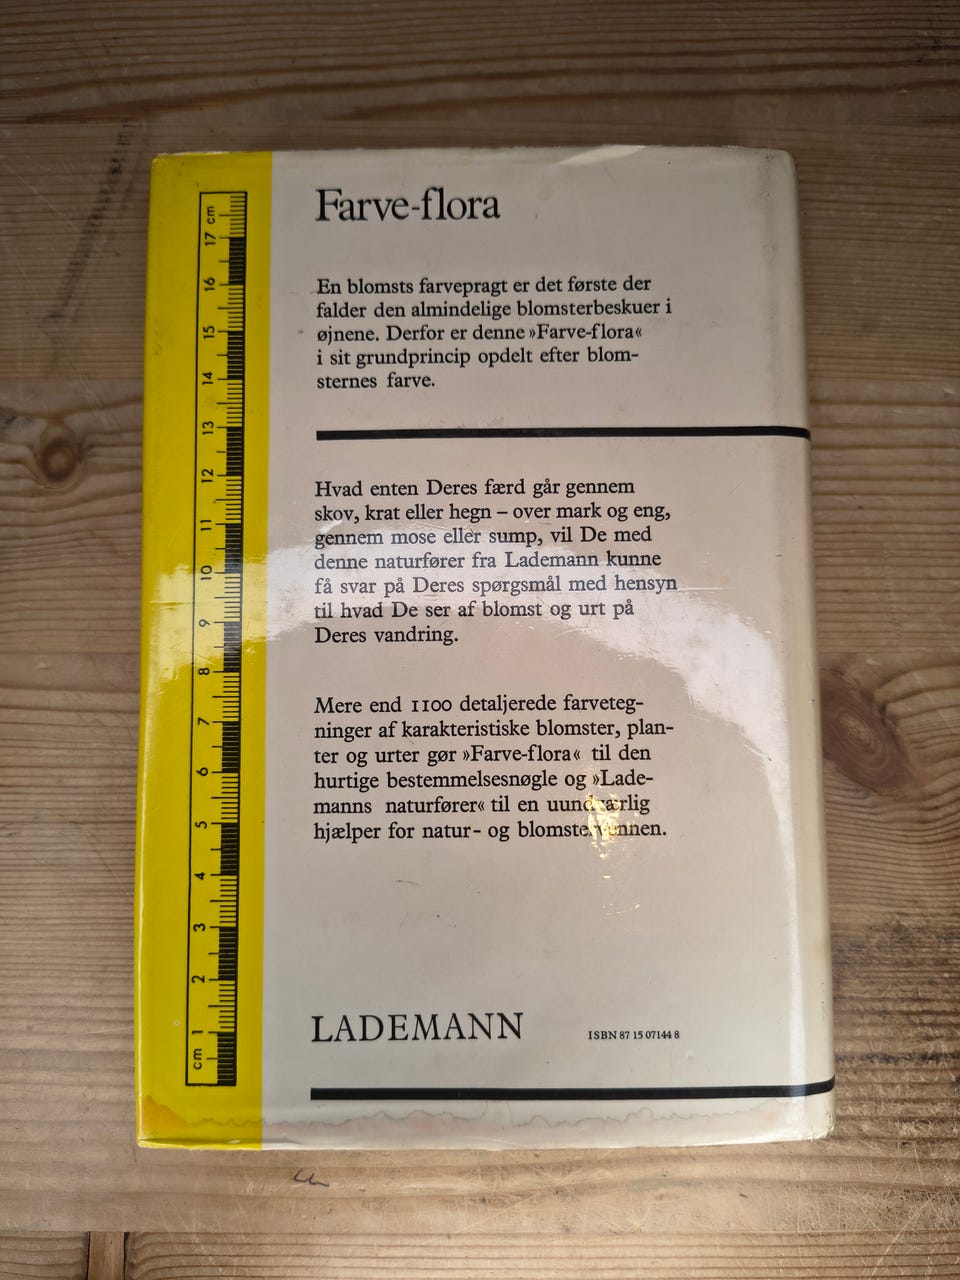 Farve-flora
En blomsts farvepragt er det første der
falder den almindelige blomsterbeskuer i
øjnene. Derfor er denne »Farve-flora«
i sit grundprincip opdelt efter blom-
sternes farve.
Hvad enten Deres færd går gennem
skov, krat eller hegn – over mark og eng,
gennem mose eller sump, vil De med
denne naturfører fra Lademann kunne
få svar på Deres spørgsmål med hensyn
til hvad De ser af blomst og urt på
Deres vandring.
Mere end 1100 detaljerede farveteg-
ninger af karakteristiske blomster, plan-
ter og urter gør »Farve-flora« til den
hurtige bestemmelsesnøgle og »Lade-
manns naturfører« til en uundværlig
hjælper for natur- og blomstervennen.
LADEMANN
ISBN 87 15 07144 8
cm 1 2 3 4 5 6 7 8 9 10 11 12 13 14 15 16 17 cm